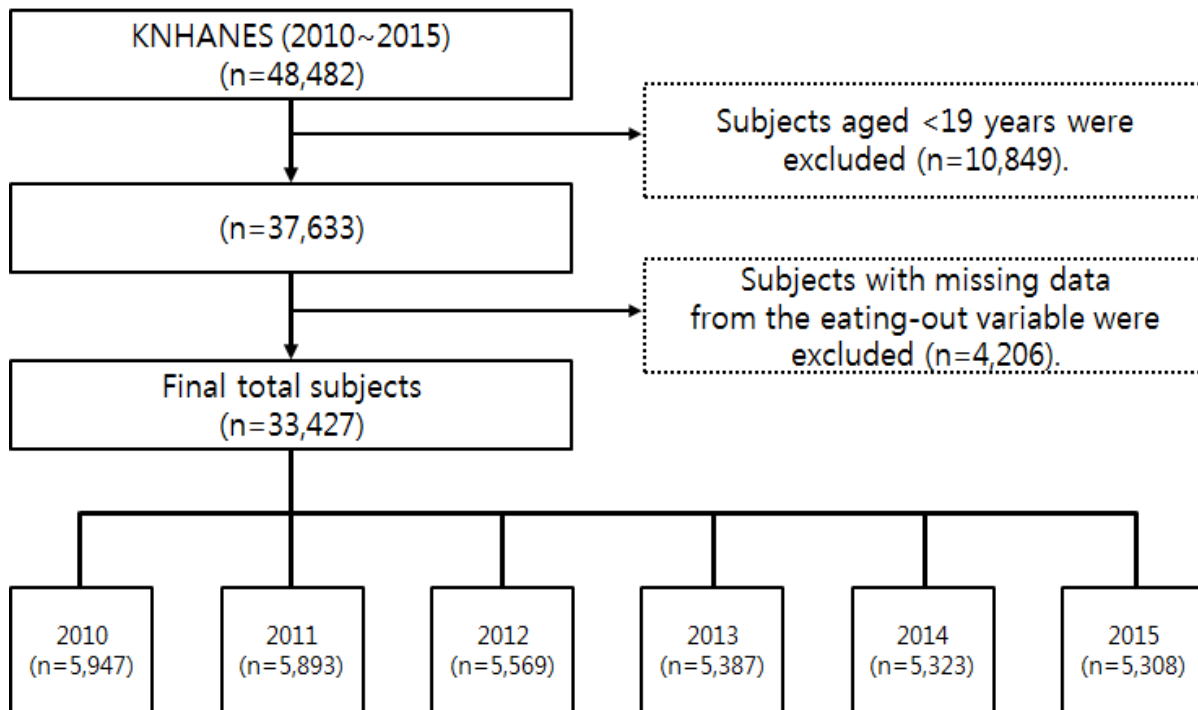 KNHANES (2010~2015)
(n=48,482)
Subjects aged <19 years were
excluded (n=10,849).
(n=37,633)
Subjects with missing data
from the eating-out variable were
excluded (n=4,206).
Final total subjects
(n=33,427)
2010
(n=5,947)
2011
(n=5,893)
2012
(n=5,569)
2013
(n=5,387)
2014
(n=5,323)
2015
(n=5,308)